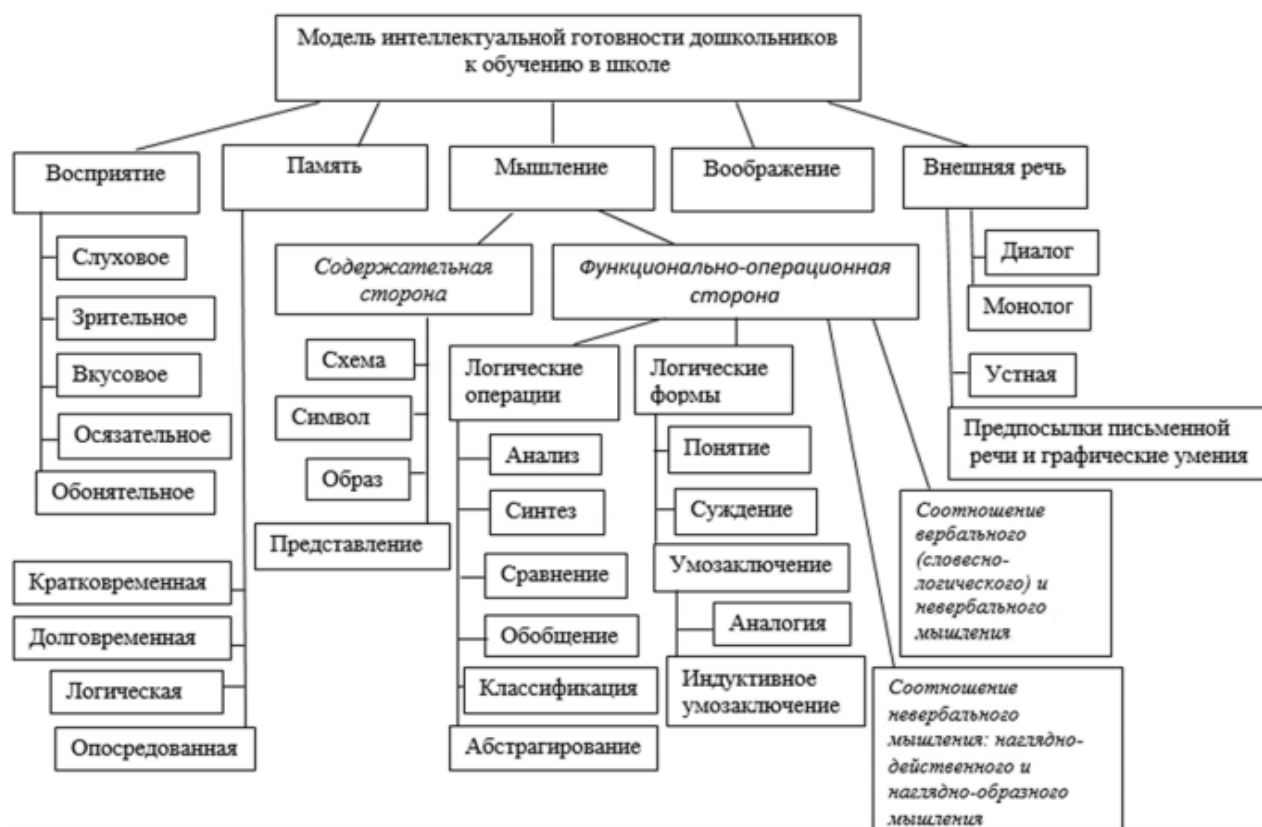 Модель интеллектуальной готовности дошкольников
к обучению в школе
Восприятие
Память
Мышление
Воображение
Внешняя речь
Слуховое
Зрительное
Вкусовое
Осязательное
Обонятельное
Кратковременная
Долговременная
Логическая
Опосредованная
Содержательная
сторона
Схема
Символ
Образ
Представление
Функционально-операционная
сторона
Логические
операции
Анализ
Синтез
Сравнение
Обобщение
Классификация
Абстрагирование
Логические
формы
Понятие
Суждение
Умозаключение
Аналогия
Индуктивное
умозаключение
Соотношение
вербального
(словесно-
логического) и
невербального
мышления
Соотношение
невербального
мышления: наглядно-
действенного и
наглядно-образного
мышления
Диалог
Монолог
Устная
Предпосылки письменной
речи и графические умения